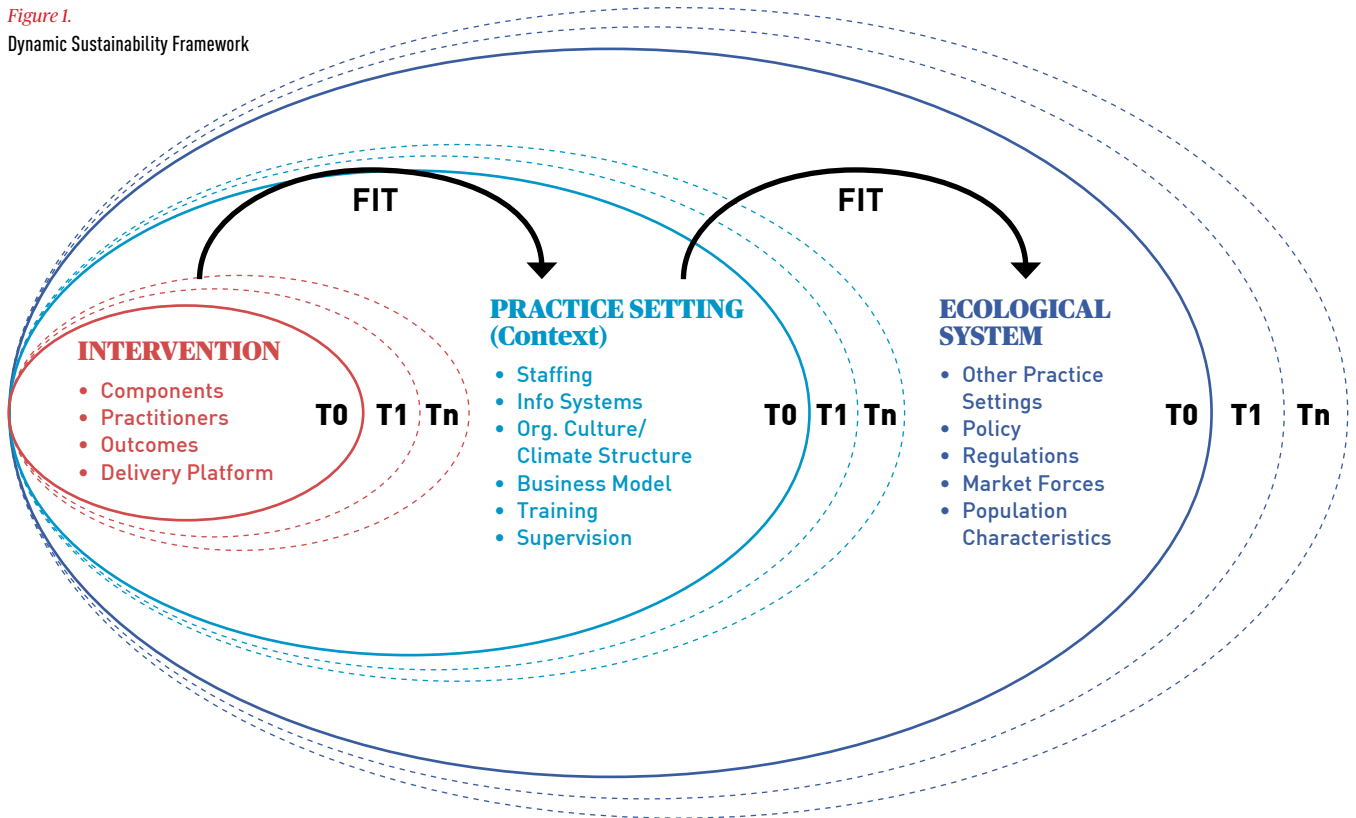 Figure 1.
Dynamic Sustainability Framework
FIT
FIT
INTERVENTION
• Components
• Practitioners
• Outcomes
• Delivery Platform
T0 T1 Tn
PRACTICE SETTING
(Context)
• Staffing
• Info Systems
• Org. Culture/
Climate Structure
• Business Model
• Training
• Supervision
T0 T1 Tn
ECOLOGICAL
SYSTEM
• Other Practice
Settings
• Policy
• Regulations
• Market Forces
• Population
Characteristics
T0 T1 Tn